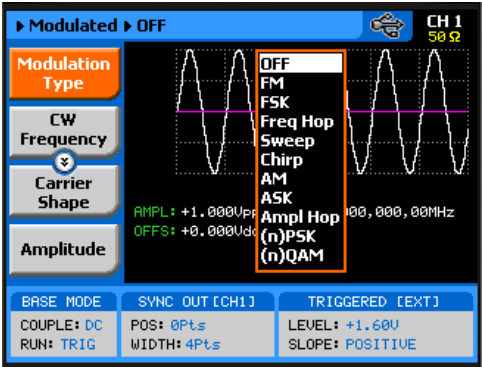 Modulated OFF
CH 1
50 Ω
Modulation Type
CW Frequency
Carrier Shape
Amplitude
OFF
FM
FSK
Freq Hop
Sweep
Chirp
AM
ASK
Ampl Hop
(n)PSK
(n)QAM
AMPL: +1.000Vp
00,000,00MHz
OFFS: +0.000Vdc
BASE MODE
COUPLE: DC
RUN: TRIG
SYNC OUT [CH1]
POS: 0Pts
WIDTH: 4Pts
TRIGGERED [EXT]
LEVEL: +1.60V
SLOPE: POSITIVE